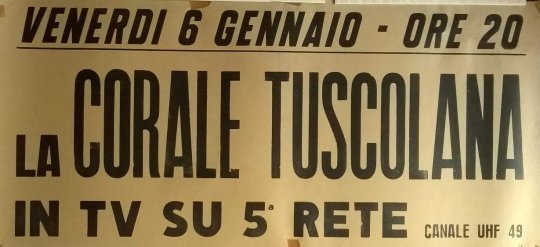 VENERDI 6 GENNAIO - ORE 20
LA CORALE TUSCOLANA
IN TV SU 5ª RETE CANALE UHF 49